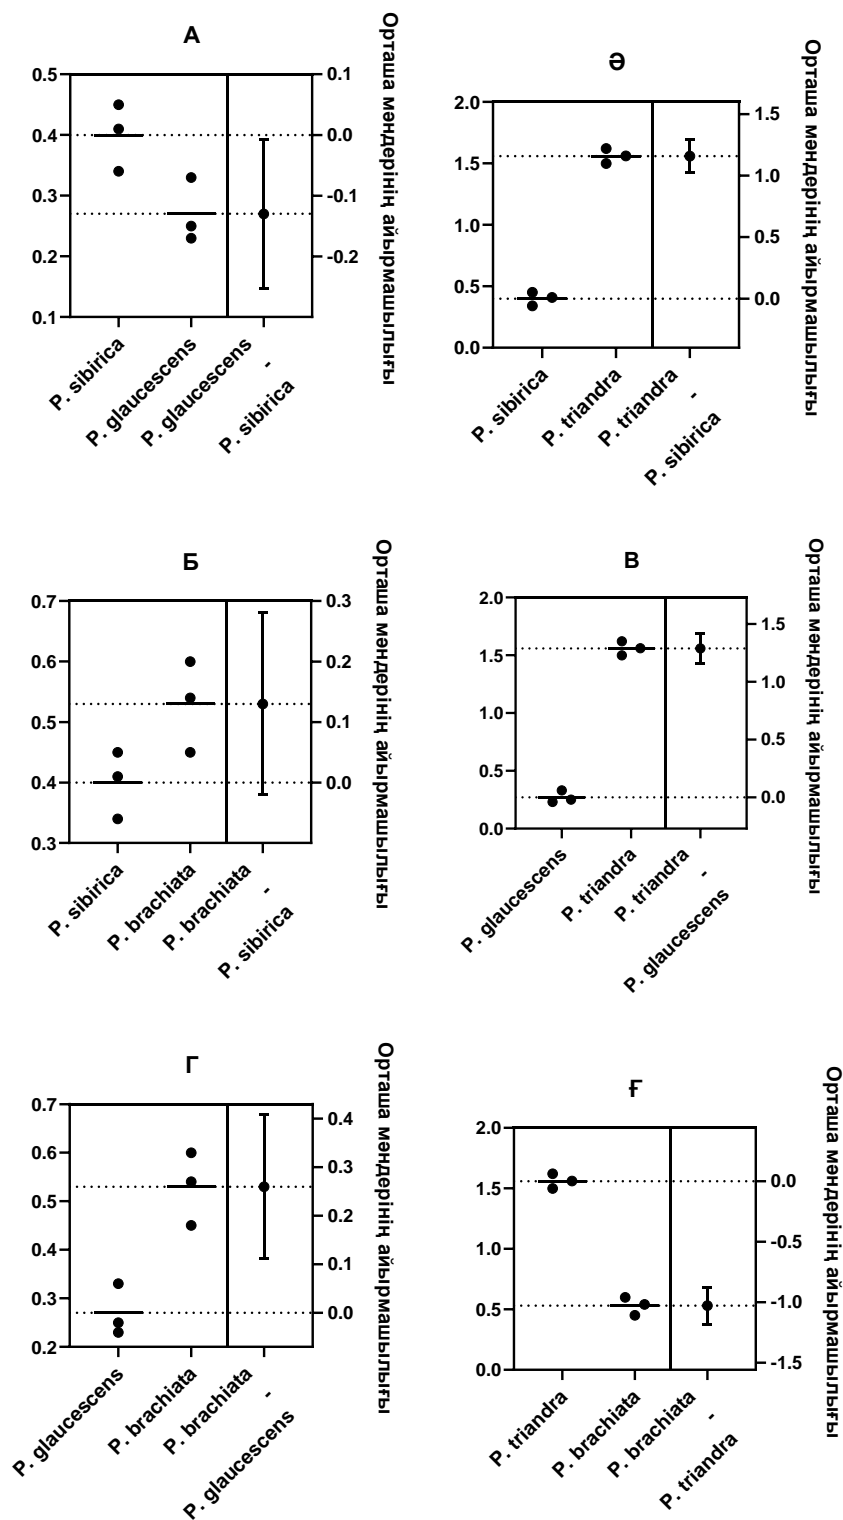 А
0.5
0.4
0.3
0.2
0.1
0.1
0.0
-0.1
-0.2
Орташа мәндерінің айырмашылығы
P. sibirica
P. glaucescens
P. glaucescens
-
P. sibirica
Ә
2.0
1.5
1.0
0.5
0.0
1.5
1.0
0.5
0.0
Орташа мәндерінің айырмашылығы
P. sibirica
P. triandra
P. triandra
-
P. sibirica
Б
0.7
0.6
0.5
0.4
0.3
0.3
0.2
0.1
0.0
Орташа мәндерінің айырмашылығы
P. sibirica
P. brachiata
P. brachiata
-
P. sibirica
В
2.0
1.5
1.0
0.5
0.0
1.5
1.0
0.5
0.0
Орташа мәндерінің айырмашылығы
P. glaucescens
P. triandra
P. triandra
-
P. glaucescens
Г
0.7
0.6
0.5
0.4
0.3
0.2
0.4
0.3
0.2
0.1
0.0
Орташа мәндерінің айырмашылығы
P. glaucescens
P. brachiata
P. brachiata
-
P. glaucescens
Ғ
2.0
1.5
1.0
0.5
0.0
0.0
-0.5
-1.0
-1.5
Орташа мәндерінің айырмашылығы
P. triandra
P. brachiata
P. brachiata
-
P. triandra